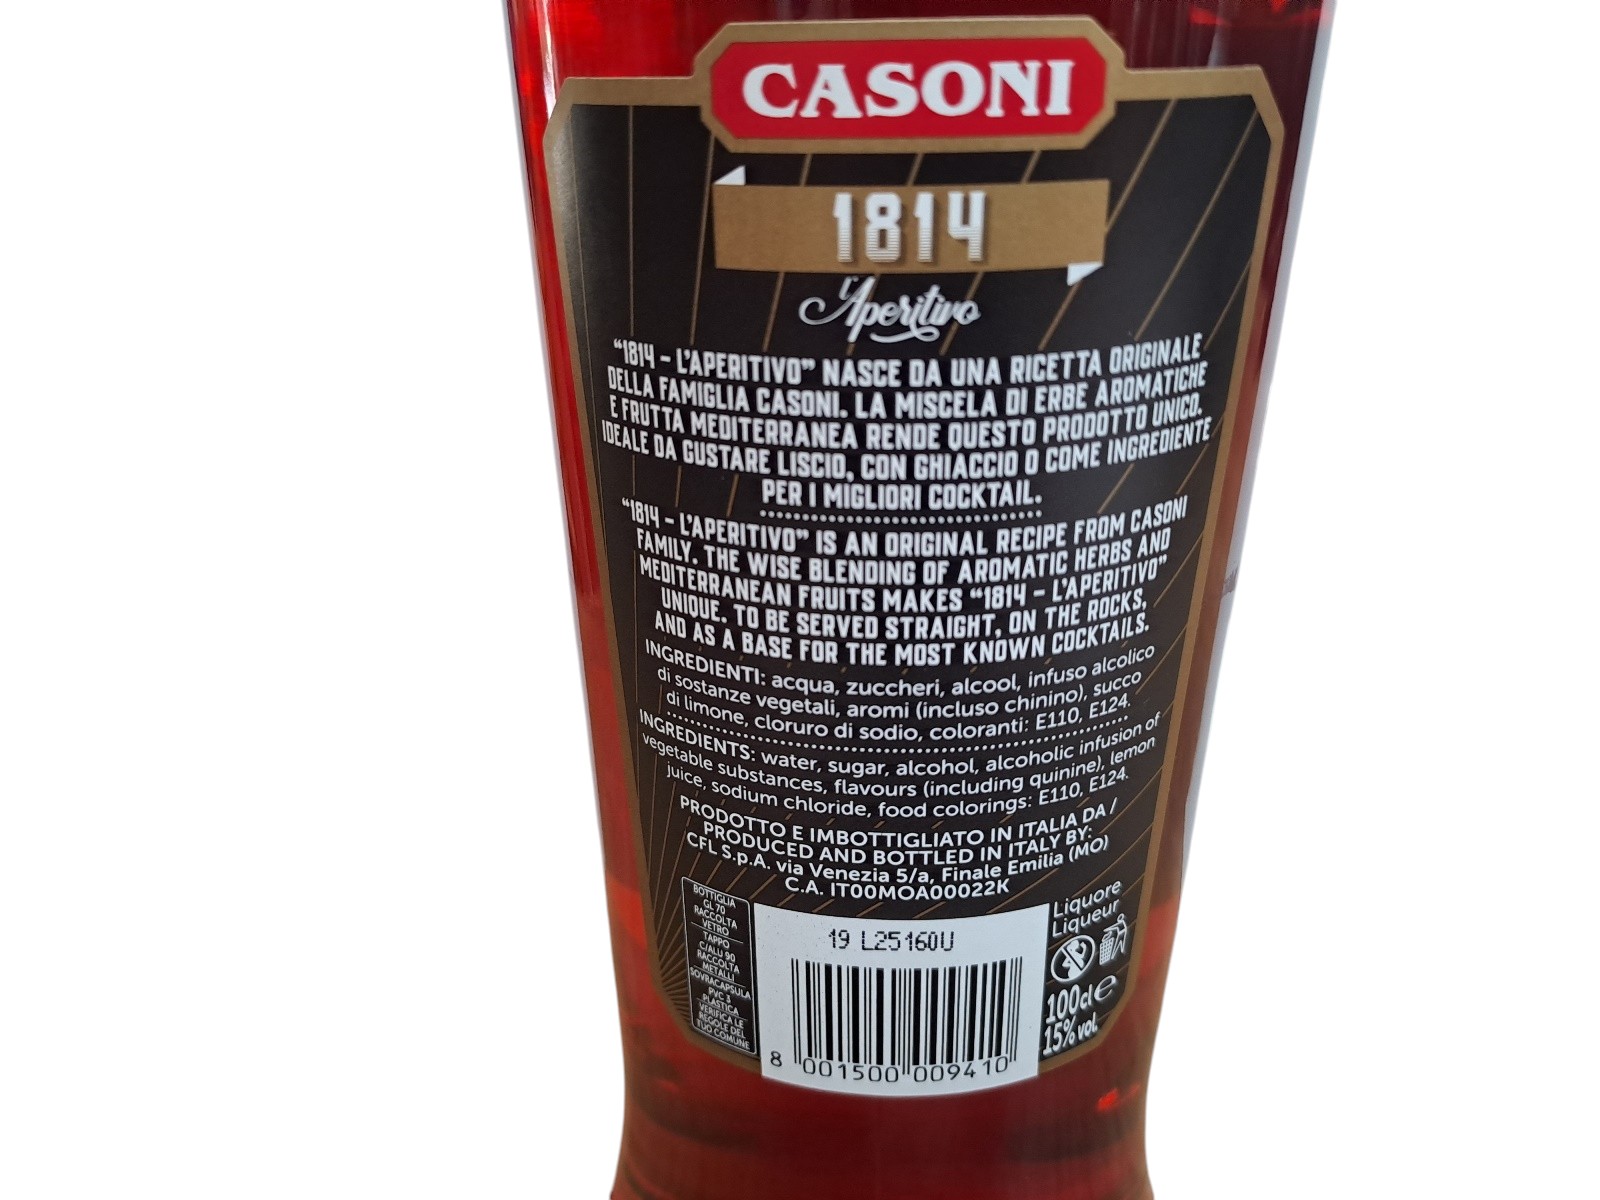 CASONI
1814
l'Aperitivo
“1814 – L'APERITIVO” NASCE DA UNA RICETTA ORIGINALE
DELLA FAMIGLIA CASONI. LA MISCELA DI ERBE AROMATICHE
E FRUTTA MEDITERRANEA RENDE QUESTO PRODOTTO UNICO.
IDEALE DA GUSTARE LISCIO, CON GHIACCIO O COME INGREDIENTE
PER I MIGLIORI COCKTAIL.
“1814 – L'APERITIVO” IS AN ORIGINAL RECIPE FROM CASONI
FAMILY. THE WISE BLENDING OF AROMATIC HERBS AND
MEDITERRANEAN FRUITS MAKES “1814 – L'APERITIVO”
UNIQUE. TO BE SERVED STRAIGHT, ON THE ROCKS,
AND AS A BASE FOR THE MOST KNOWN COCKTAILS.
INGREDIENTI: acqua, zuccheri, alcool, infuso alcolico
di sostanze vegetali, aromi (incluso chinino), succo
di limone, cloruro di sodio, coloranti: E110, E124.
INGREDIENTS: water, sugar, alcohol, alcoholic infusion of
vegetable substances, flavours (including quinine), lemon
juice, sodium chloride, food colorings: E110, E124.
PRODOTTO E IMBOTTIGLIATO IN ITALIA DA /
PRODUCED AND BOTTLED IN ITALY BY:
CFL S.p.A. via Venezia 5/a, Finale Emilia (MO)
C.A. IT00MOA00022K
BOTTIGLIA
GL 70
RACCOLTA
VETRO
TAPPO
C/ALU 90
RACCOLTA
METALLI
SOVRACAPSULA
PVC 3
PLASTICA
VERIFICA LE
REGOLE DEL
TUO COMUNE
19 L25160U
8 001500 009410
Liquore
Liqueur
100cl e
15% vol.